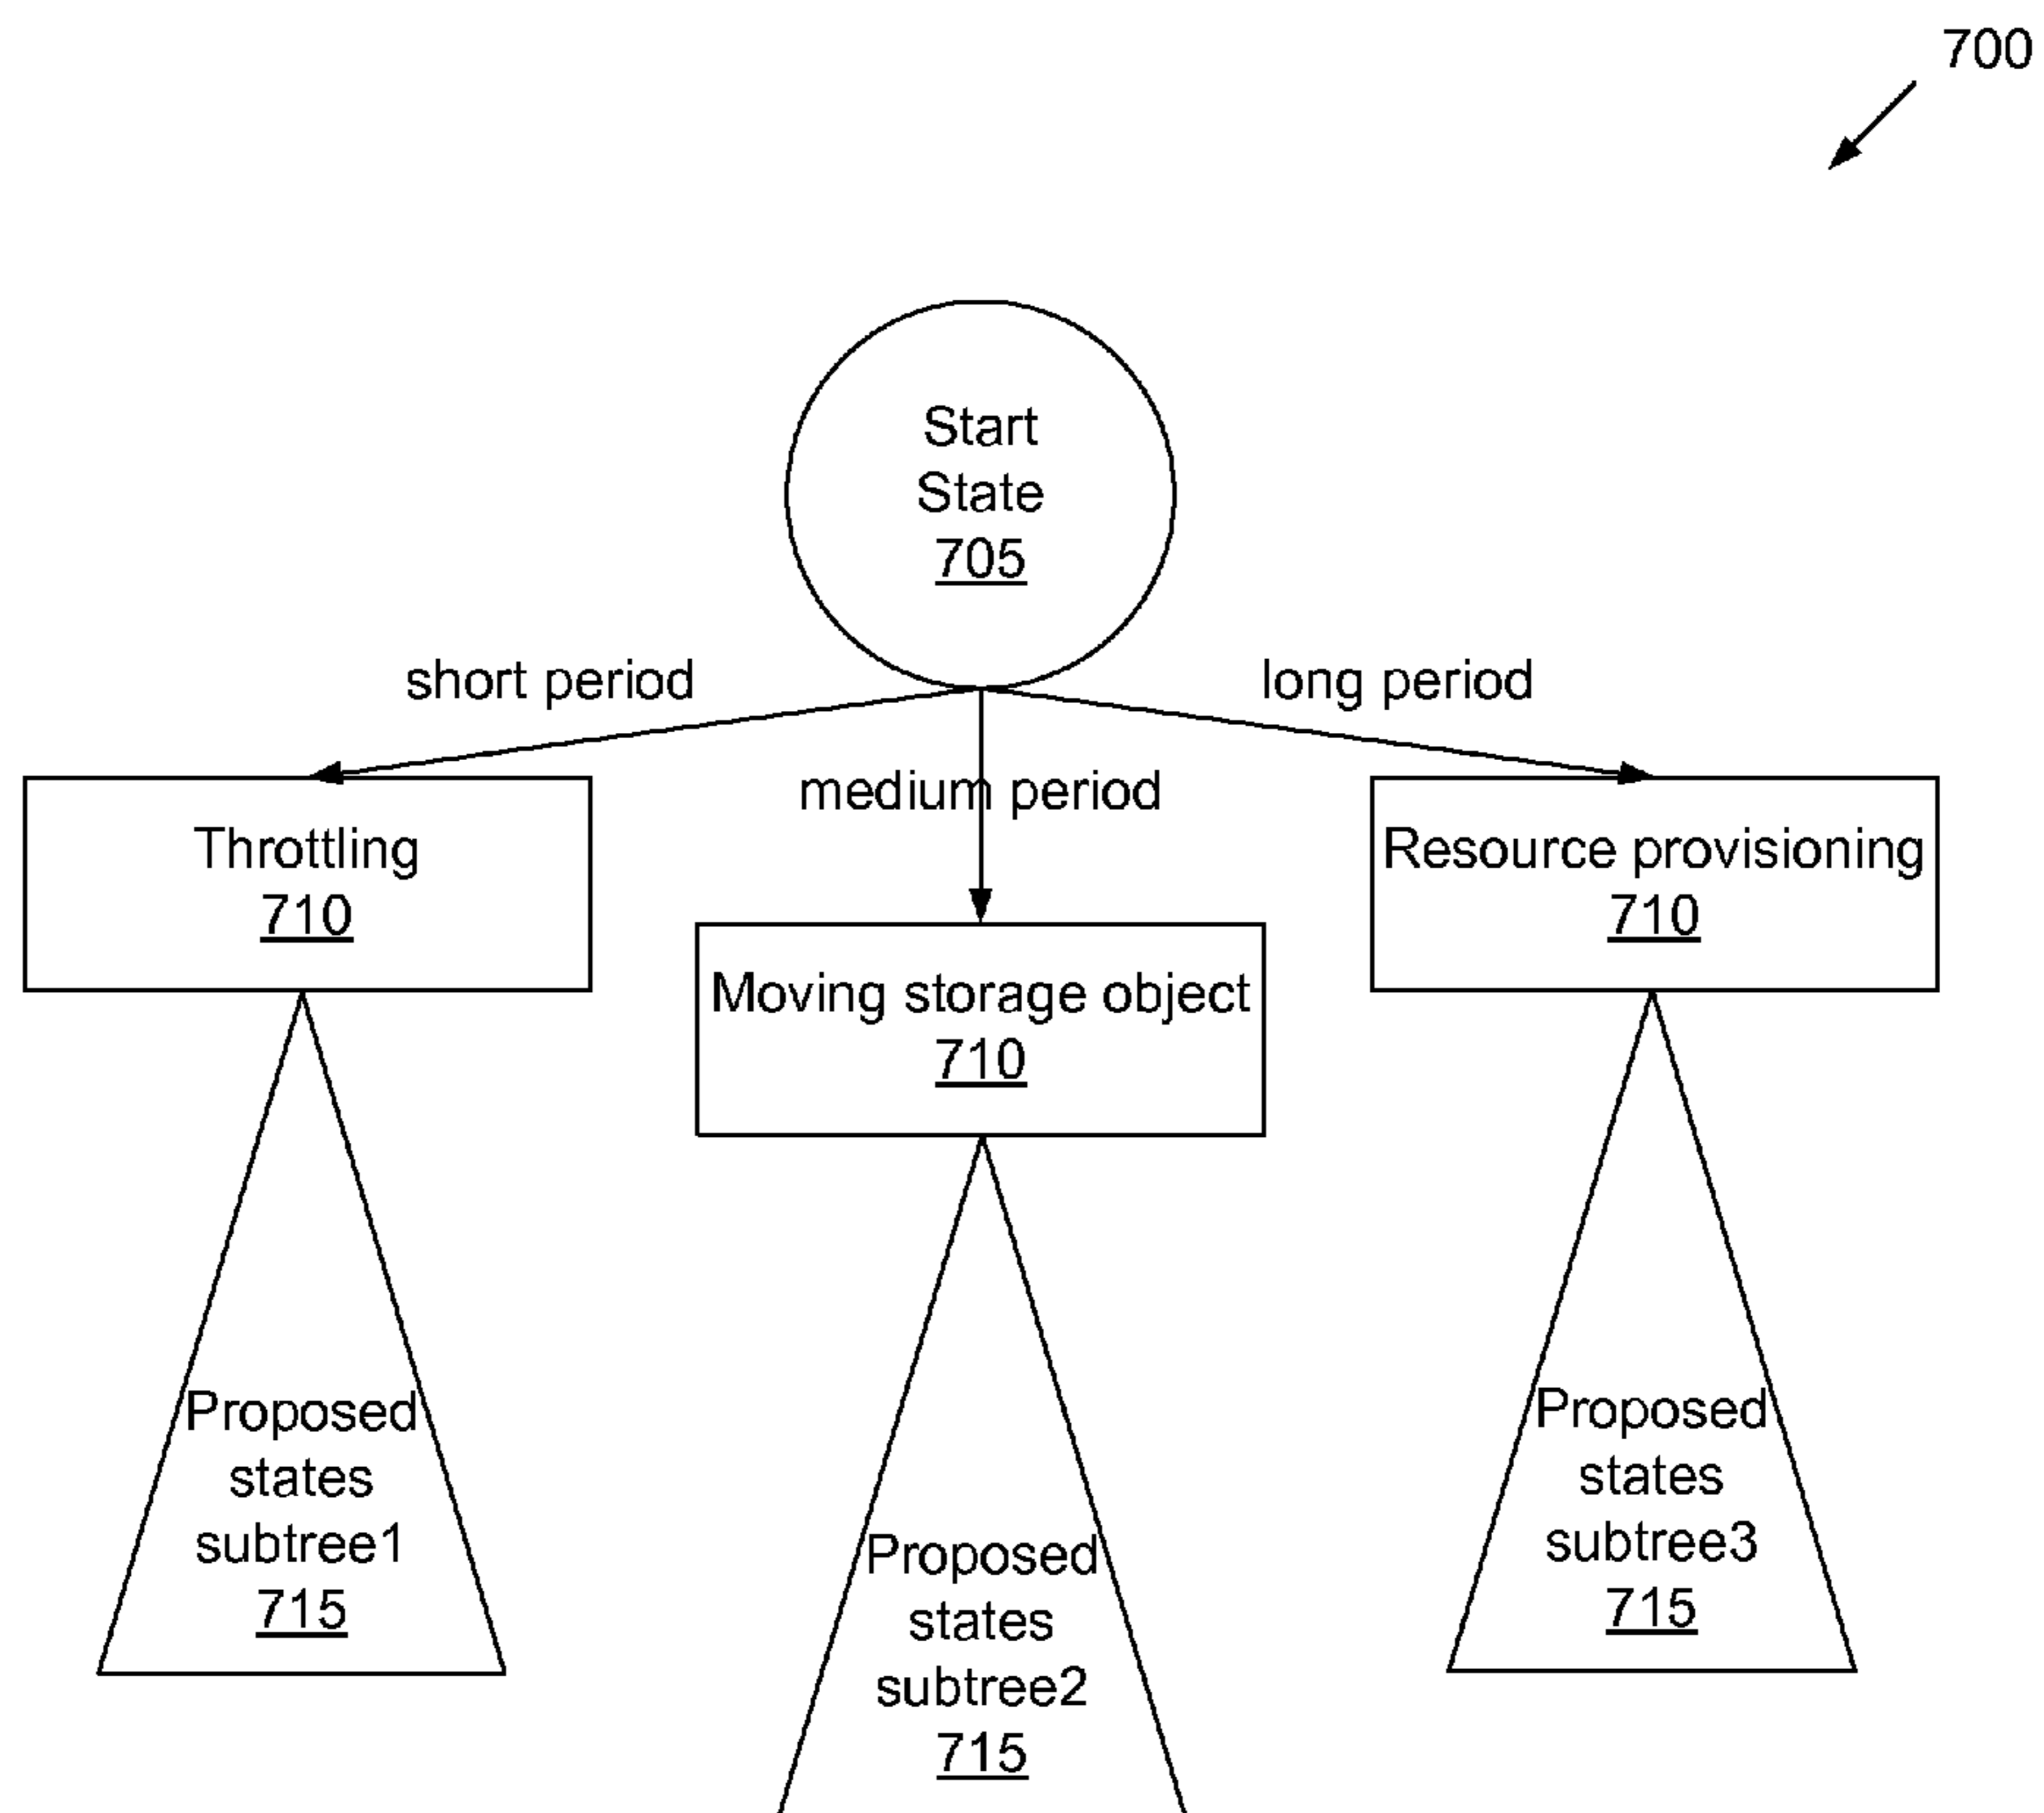 700
Start
State
705
short period
long period
medium period
Throttling
710
Resource provisioning
710
Moving storage object
710
Proposed
states
subtree1
715
Proposed
states
subtree3
715
Proposed
states
subtree2
715